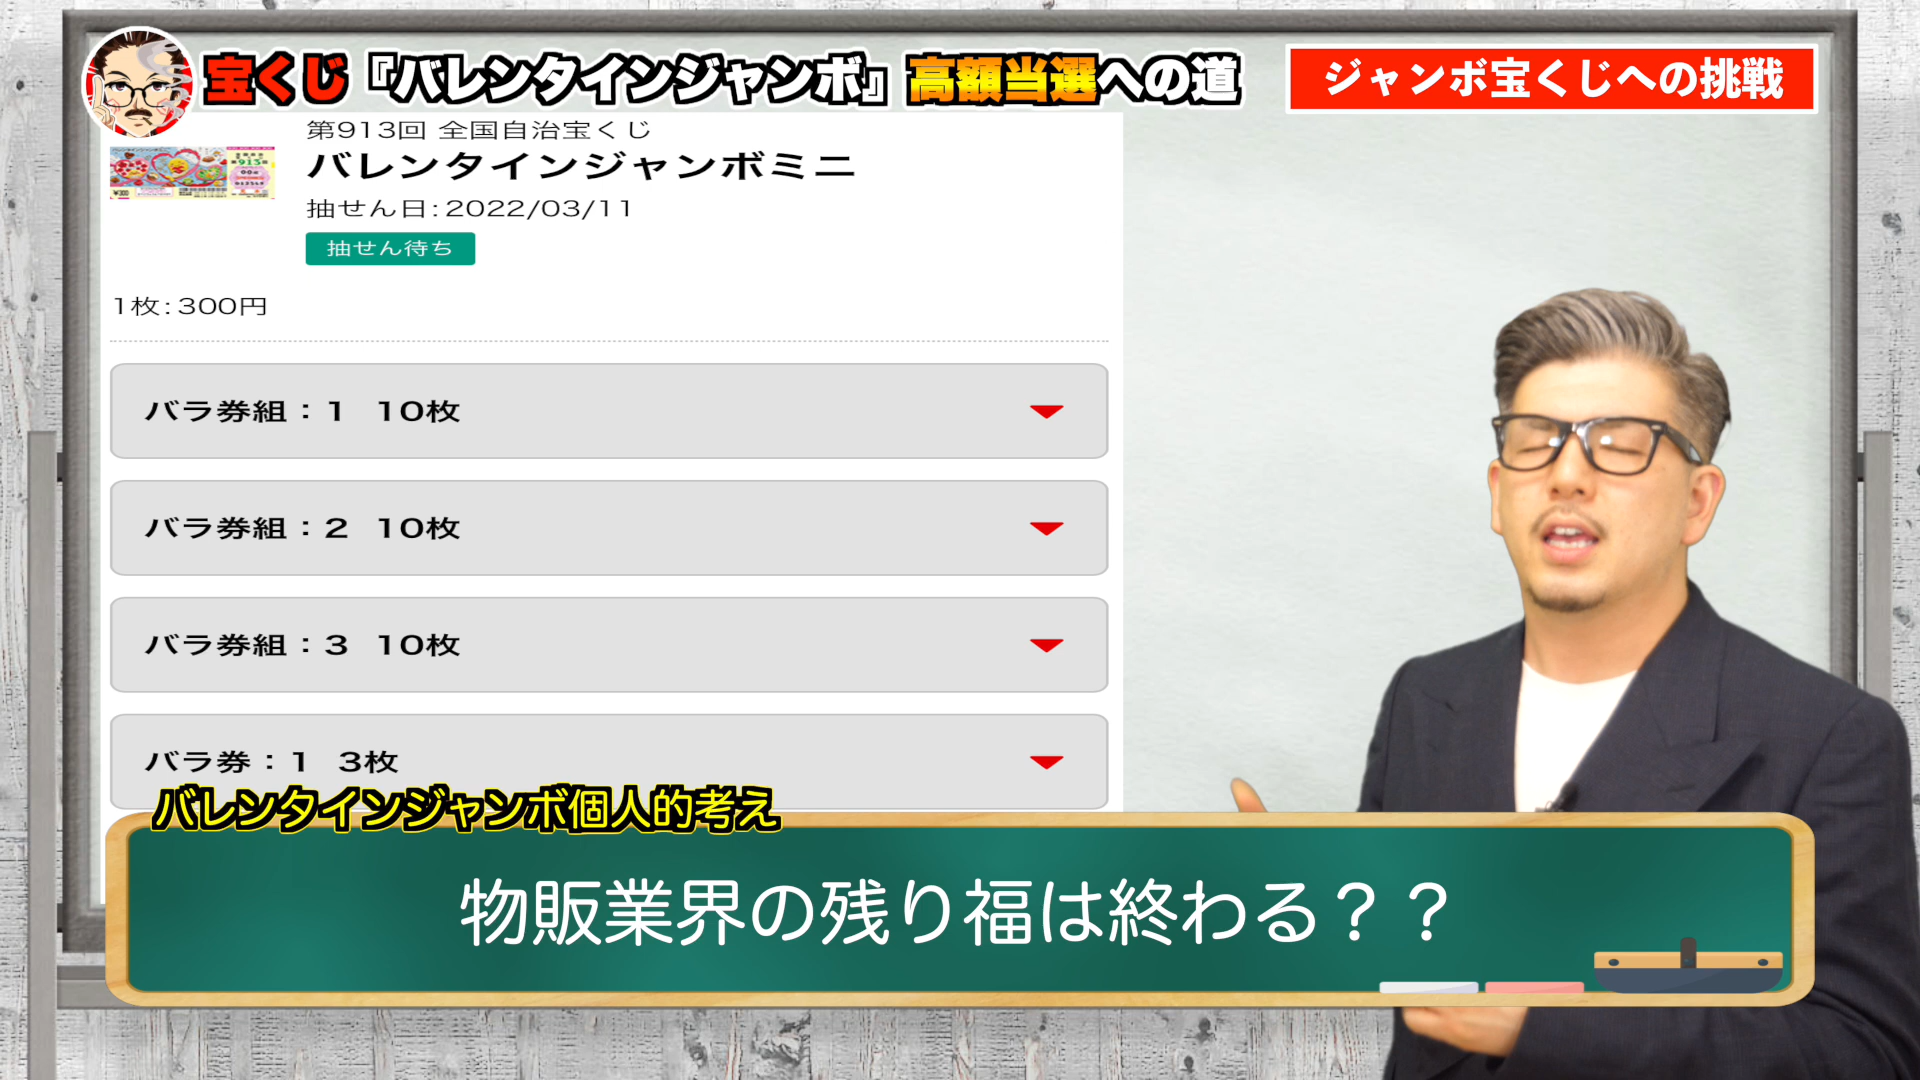 宝くじ『バレンタインジャンボ』高額当選への道
ジャンボ宝くじへの挑戦
第913回 全国自治宝くじ
バレンタインジャンボミニ
抽せん日:2022/03/11
抽せん待ち
1枚:300円
バラ券組：1 10枚
バラ券組：2 10枚
バラ券組：3 10枚
バラ券：1 3枚
バレンタインジャンボ個人的考え
物販業界の残り福は終わる？？